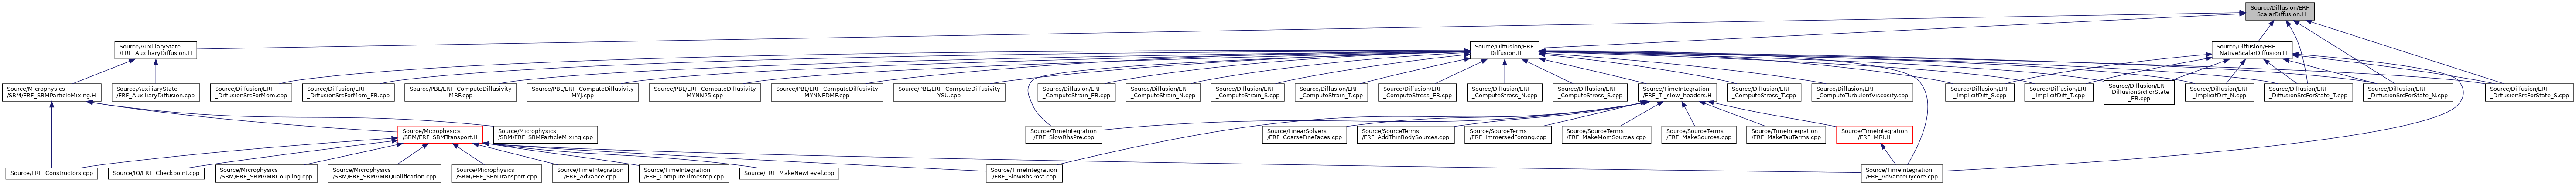 Source/Diffusion/ERF
_ScalarDiffusion.H
Source/AuxiliaryState
/ERF_AuxiliaryDiffusion.H
Source/Diffusion/ERF
_Diffusion.H
Source/Diffusion/ERF
_NativeScalarDiffusion.H
Source/Microphysics
/SBM/ERF_SBMParticleMixing.H
Source/AuxiliaryState
/ERF_AuxiliaryDiffusion.cpp
Source/Diffusion/ERF
_DiffusionSrcForMom.cpp
Source/Diffusion/ERF
_DiffusionSrcForMom_EB.cpp
Source/PBL/ERF_ComputeDiffusivity
MRF.cpp
Source/PBL/ERF_ComputeDiffusivity
MYJ.cpp
Source/PBL/ERF_ComputeDiffusivity
MYNN25.cpp
Source/PBL/ERF_ComputeDiffusivity
MYNNEDMF.cpp
Source/PBL/ERF_ComputeDiffusivity
YSU.cpp
Source/Diffusion/ERF
_ComputeStrain_EB.cpp
Source/Diffusion/ERF
_ComputeStrain_N.cpp
Source/Diffusion/ERF
_ComputeStrain_S.cpp
Source/Diffusion/ERF
_ComputeStrain_T.cpp
Source/Diffusion/ERF
_ComputeStress_EB.cpp
Source/Diffusion/ERF
_ComputeStress_N.cpp
Source/Diffusion/ERF
_ComputeStress_S.cpp
Source/TimeIntegration
/ERF_TI_slow_headers.H
Source/Diffusion/ERF
_ComputeStress_T.cpp
Source/Diffusion/ERF
_ComputeTurbulentViscosity.cpp
Source/Diffusion/ERF
_ImplicitDiff_S.cpp
Source/Diffusion/ERF
_ImplicitDiff_T.cpp
Source/Diffusion/ERF
_DiffusionSrcForState
_EB.cpp
Source/Diffusion/ERF
_ImplicitDiff_N.cpp
Source/Diffusion/ERF
_DiffusionSrcForState_T.cpp
Source/Diffusion/ERF
_DiffusionSrcForState_N.cpp
Source/Diffusion/ERF
_DiffusionSrcForState_S.cpp
Source/Microphysics
/SBM/ERF_SBMTransport.H
Source/Microphysics
/SBM/ERF_SBMParticleMixing.cpp
Source/TimeIntegration
/ERF_SlowRhsPre.cpp
Source/LinearSolvers
/ERF_CoarseFineFaces.cpp
Source/SourceTerms
/ERF_AddThinBodySources.cpp
Source/SourceTerms
/ERF_ImmersedForcing.cpp
Source/SourceTerms
/ERF_MakeMomSources.cpp
Source/SourceTerms
/ERF_MakeSources.cpp
Source/TimeIntegration
/ERF_MakeTauTerms.cpp
Source/TimeIntegration
/ERF_MRI.H
Source/ERF_Constructors.cpp
Source/IO/ERF_Checkpoint.cpp
Source/Microphysics
/SBM/ERF_SBMAMRCoupling.cpp
Source/Microphysics
/SBM/ERF_SBMAMRQualification.cpp
Source/Microphysics
/SBM/ERF_SBMTransport.cpp
Source/TimeIntegration
/ERF_Advance.cpp
Source/TimeIntegration
/ERF_ComputeTimestep.cpp
Source/ERF_MakeNewLevel.cpp
Source/TimeIntegration
/ERF_SlowRhsPost.cpp
Source/TimeIntegration
/ERF_AdvanceDycore.cpp